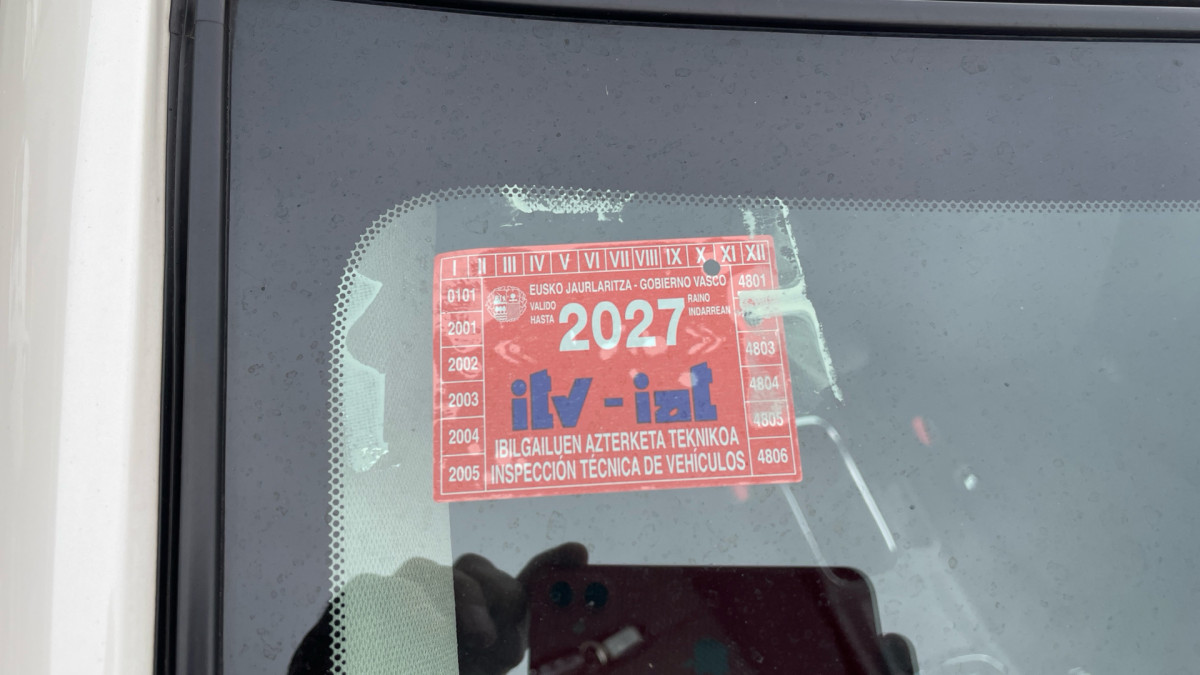 I II III IV V VI VII VIII IX X XI XII
0101
2001
2002
2003
2004
2005
EUSKO JAURLARITZA - GOBIERNO VASCO
VALIDO HASTA
2027
RAINO INDARREAN
itv - iat
IBILGAILUEN AZTERKETA TEKNIKOA
INSPECCIÓN TÉCNICA DE VEHÍCULOS
4801
4803
4804
4805
4806